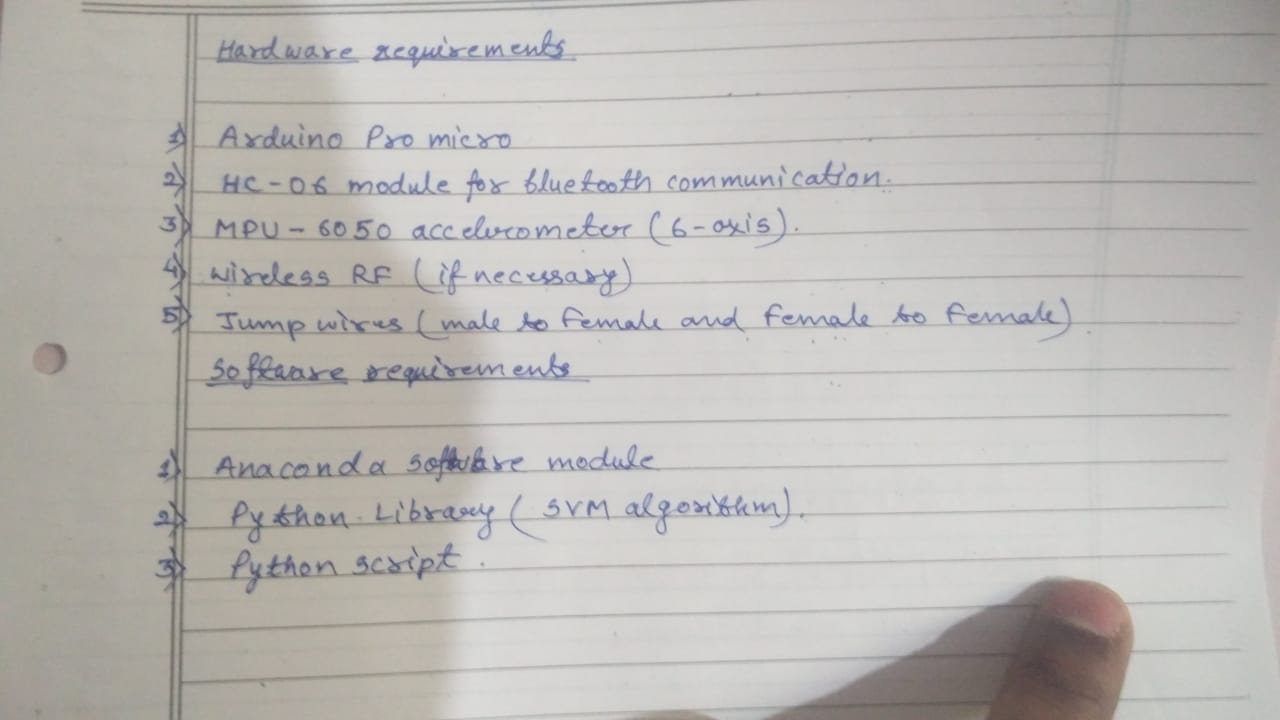 Hardware requirements
1) Arduino Pro micro
2) HC-06 module for bluetooth communication.
3) MPU-6050 accelerometer (6-axis).
4) wireless RF (if necessary)
5) Jump wires (male to female and female to female)
Software requirements
1) Anaconda software module
2) Python Library (SVM algorithm).
3) Python script.